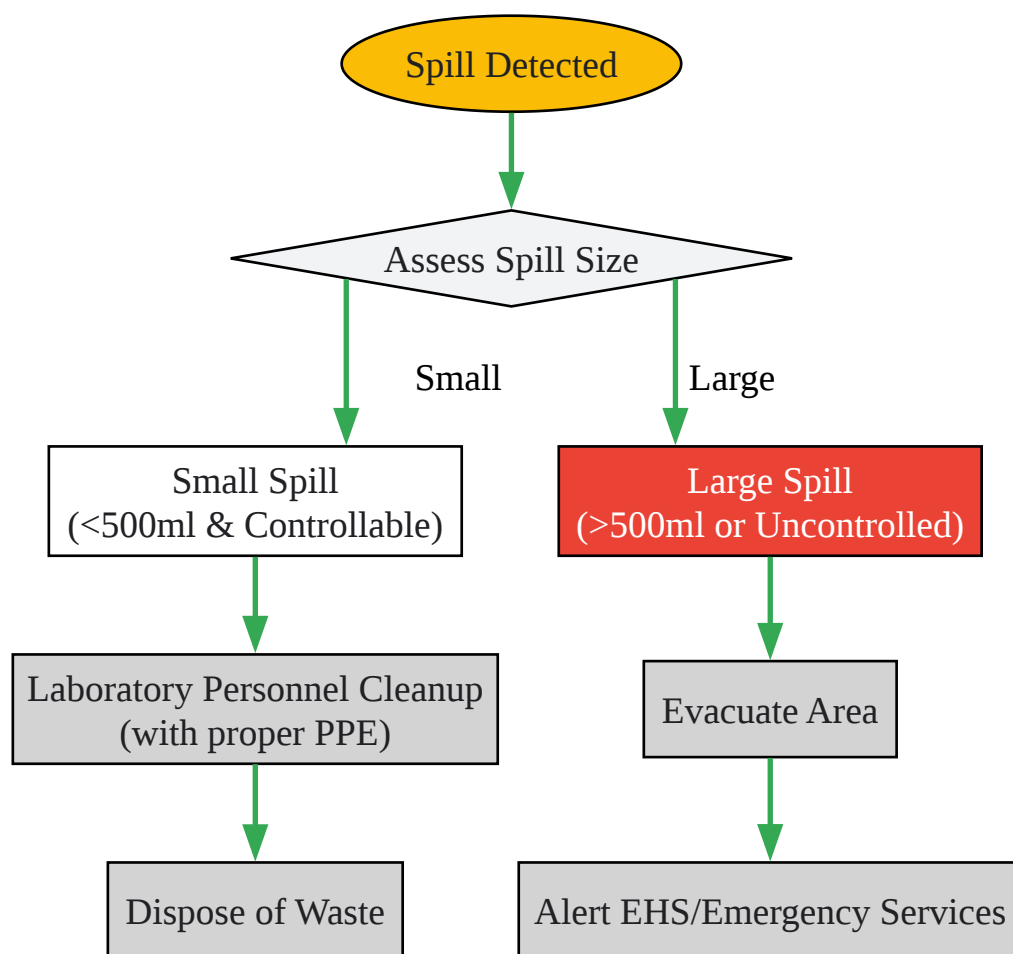 Spill Detected
Assess Spill Size
Small
Large
Small Spill
(<500ml & Controllable)
Large Spill
(>500ml or Uncontrolled)
Laboratory Personnel Cleanup
(with proper PPE)
Evacuate Area
Dispose of Waste
Alert EHS/Emergency Services